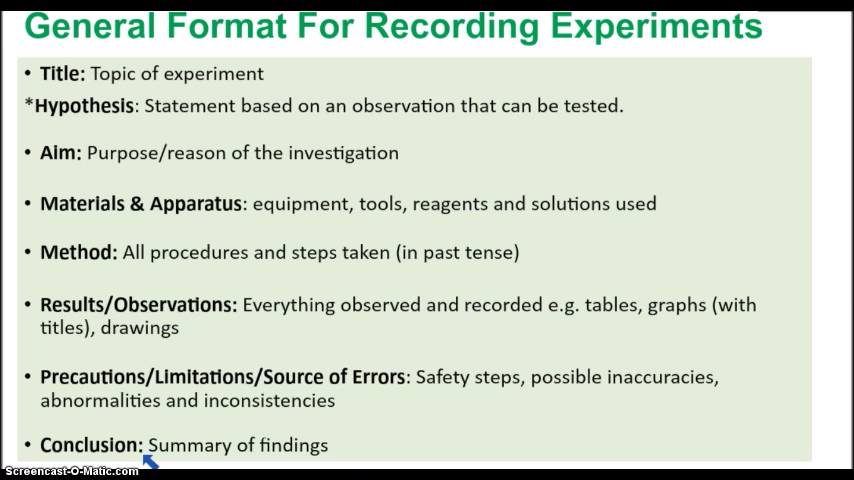 General Format For Recording Experiments
• Title: Topic of experiment
*Hypothesis: Statement based on an observation that can be tested.
• Aim: Purpose/reason of the investigation
• Materials & Apparatus: equipment, tools, reagents and solutions used
• Method: All procedures and steps taken (in past tense)
• Results/Observations: Everything observed and recorded e.g. tables, graphs (with
titles), drawings
• Precautions/Limitations/Source of Errors: Safety steps, possible inaccuracies,
abnormalities and inconsistencies
• Conclusion: Summary of findings
Screencast-O-Matic.com